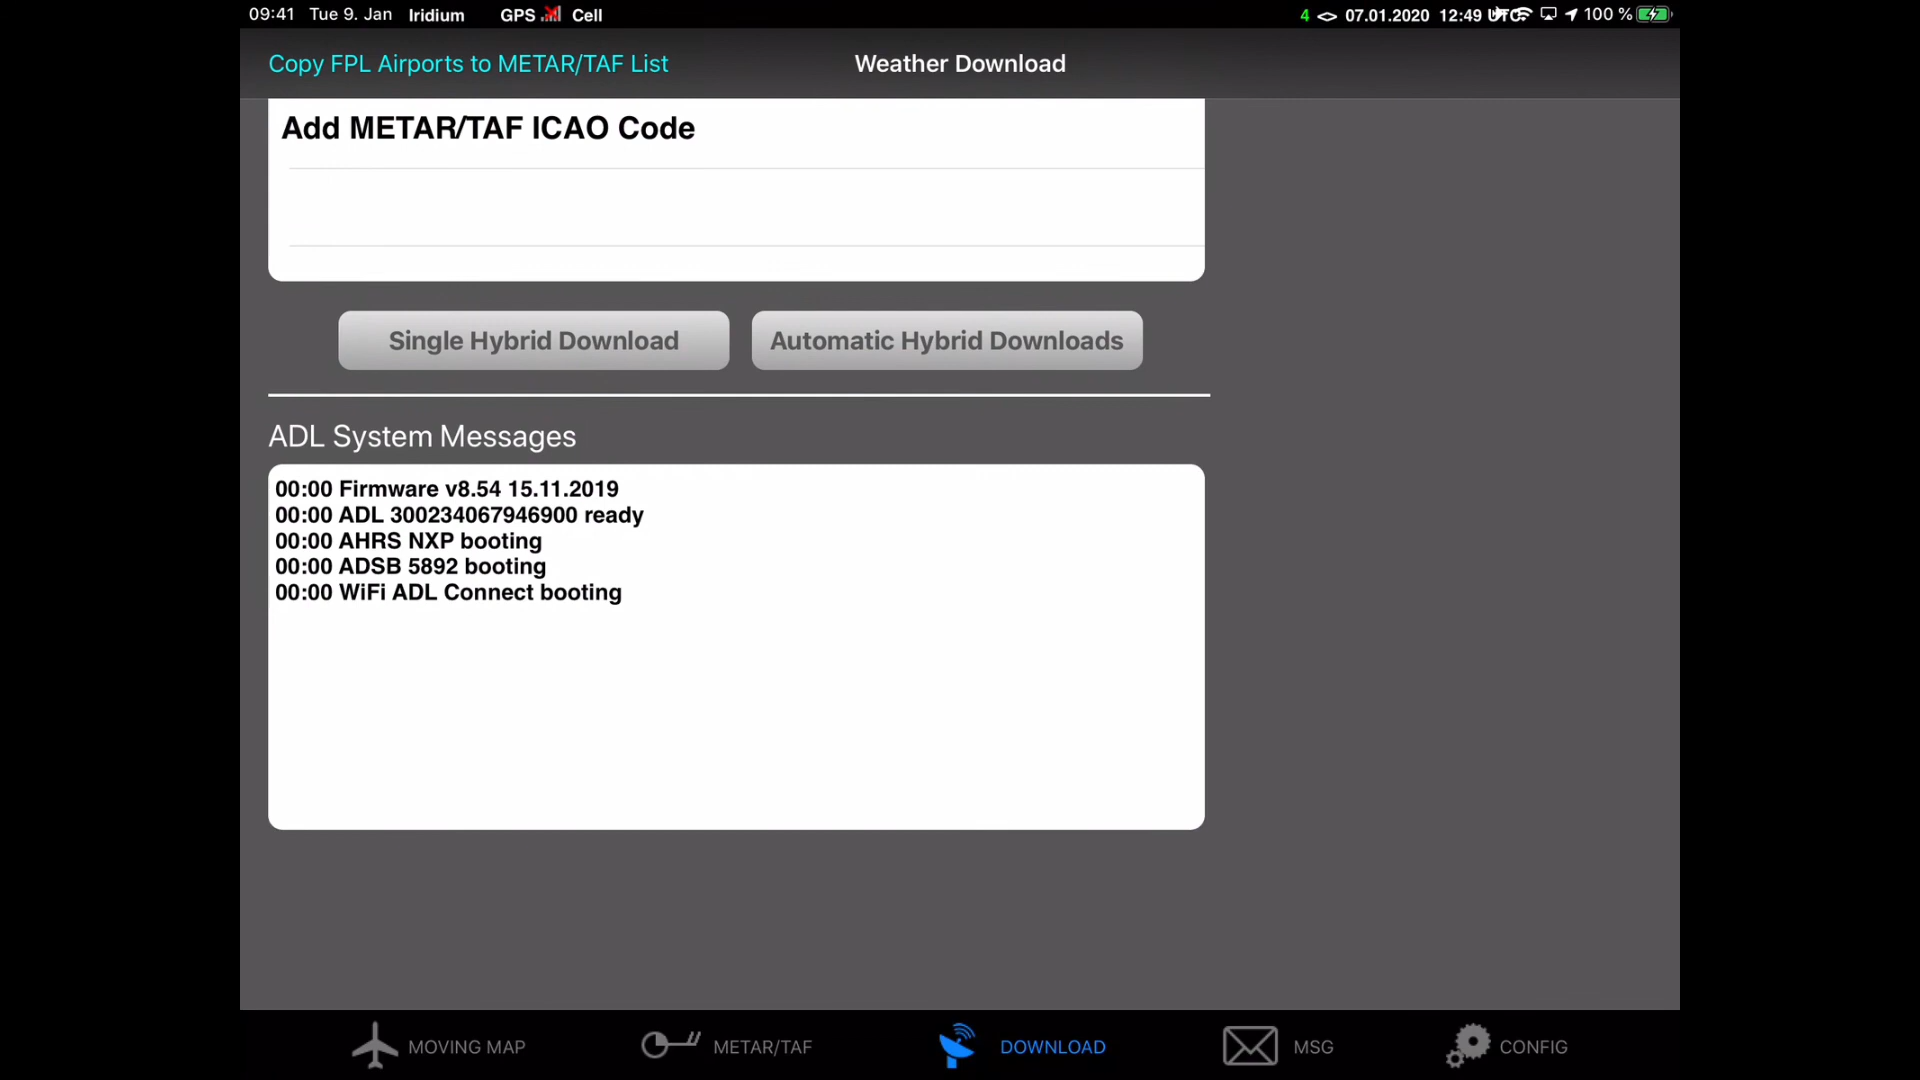 09:41 Tue 9. Jan Iridium GPS Cell 4 <> 07.01.2020 12:49 UTC 100 %
Copy FPL Airports to METAR/TAF List Weather Download
Add METAR/TAF ICAO Code
Single Hybrid Download Automatic Hybrid Downloads
ADL System Messages
00:00 Firmware v8.54 15.11.2019
00:00 ADL 300234067946900 ready
00:00 AHRS NXP booting
00:00 ADSB 5892 booting
00:00 WiFi ADL Connect booting
MOVING MAP METAR/TAF DOWNLOAD MSG CONFIG